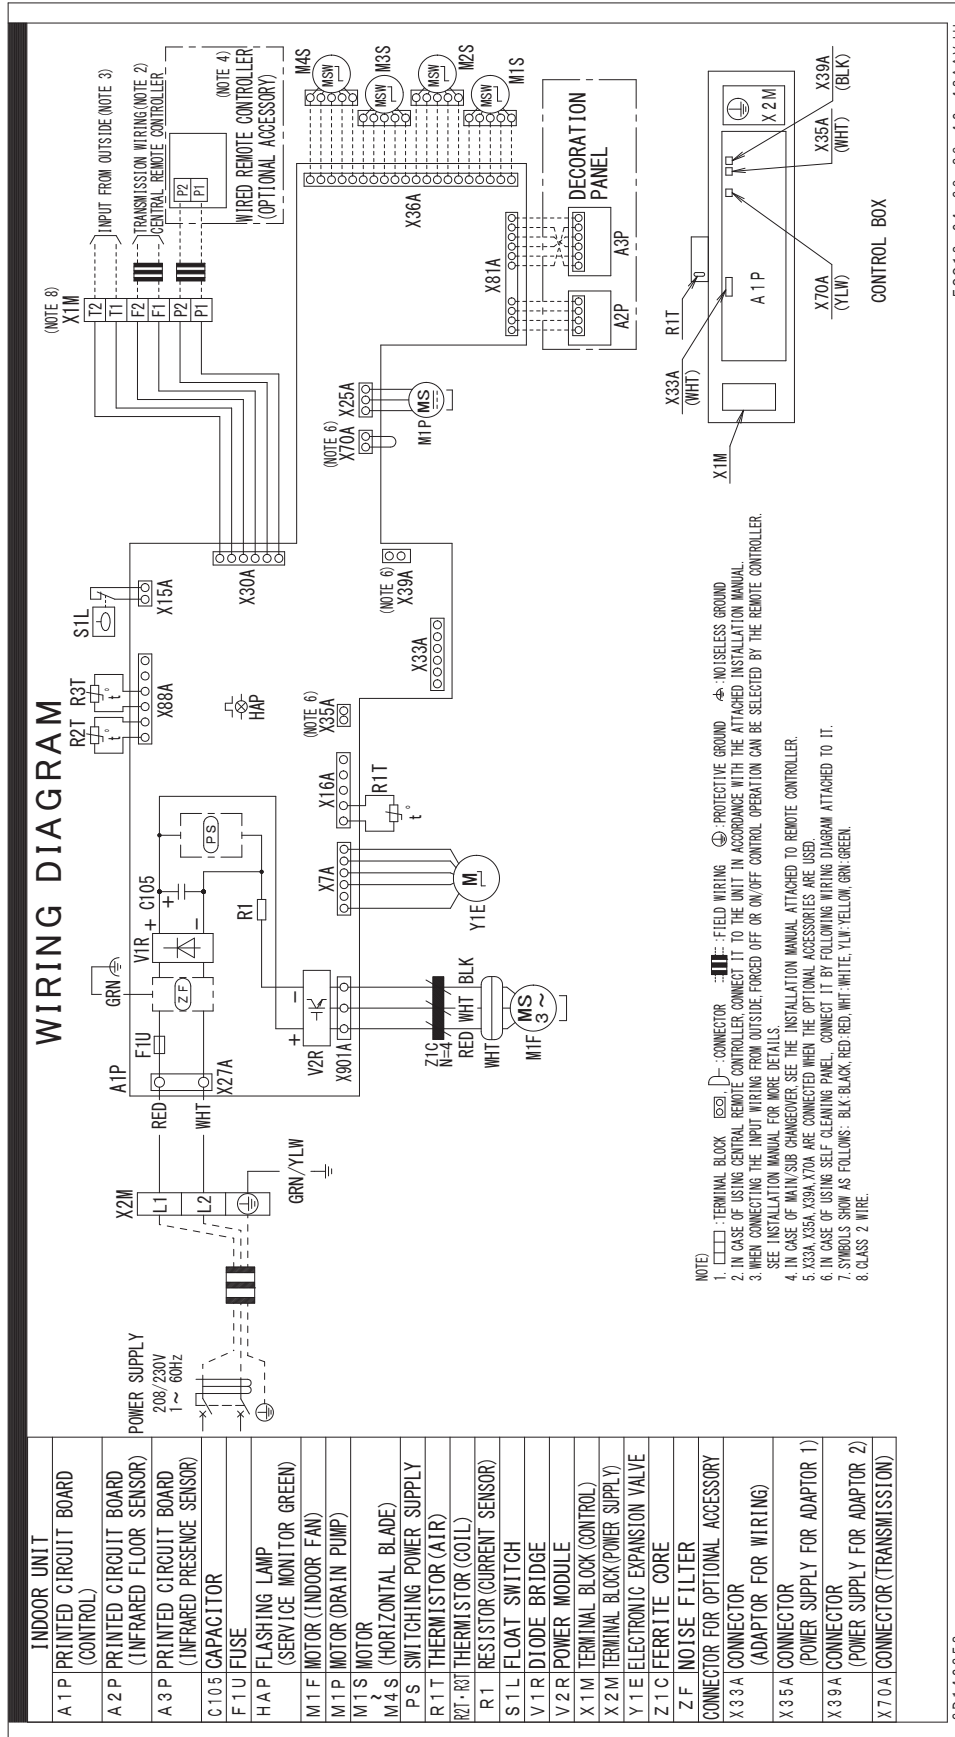 WIRING DIAGRAM
INDOOR UNIT
A1P PRINTED CIRCUIT BOARD
(CONTROL)
A2P PRINTED CIRCUIT BOARD
(INFRARED FLOOR SENSOR)
A3P PRINTED CIRCUIT BOARD
(INFRARED PRESENCE SENSOR)
C105 CAPACITOR
F1U FUSE
HAP FLASHING LAMP
(SERVICE MONITOR GREEN)
M1F MOTOR(INDOOR FAN)
M1P MOTOR(DRAIN PUMP)
M1S MOTOR
~ (HORIZONTAL BLADE)
M4S
PS SWITCHING POWER SUPPLY
R1T THERMISTOR(AIR)
R2T・R3T THERMISTOR(COIL)
R1 RESISTOR(CURRENT SENSOR)
S1L FLOAT SWITCH
V1R DIODE BRIDGE
V2R POWER MODULE
X1M TERMINAL BLOCK(CONTROL)
X2M TERMINAL BLOCK(POWER SUPPLY)
Y1E ELECTRONIC EXPANSION VALVE
Z1C FERRITE CORE
ZF NOISE FILTER
CONNECTOR FOR OPTIONAL ACCESSORY
X33A CONNECTOR
(ADAPTOR FOR WIRING)
X35A CONNECTOR
(POWER SUPPLY FOR ADAPTOR 1)
X39A CONNECTOR
(POWER SUPPLY FOR ADAPTOR 2)
X70A CONNECTOR(TRANSMISSION)
POWER SUPPLY
208/230V
1~ 60Hz
X2M
L1
L2
GRN/YLW
RED
WHT
A1P
X27A
F1U
GRN
ZF
V1R
+
-
C105
+
PS
R1
V2R
+
-
X901A
Z1C
N=4
RED WHT BLK
WHT
MS
3~
M1F
R2T
t°
R3T
t°
X88A
S1L
X15A
HAP
X7A
M
Y1E
X16A
R1T
t°
(NOTE 6)
X35A
X33A
(NOTE 6)
X39A
X30A
(NOTE 6)
X70A
X25A
MS
M1P
(NOTE 8)
X1M
T2
T1
F2
F1
P2
P1
INPUT FROM OUTSIDE(NOTE 3)
TRANSMISSION WIRING(NOTE 2)
CENTRAL REMOTE CONTROLLER
P2
P1
(NOTE 4)
WIRED REMOTE CONTROLLER
(OPTIONAL ACCESSORY)
X36A
MSW
M4S
MSW
M3S
MSW
M2S
MSW
M1S
X81A
A2P
A3P
DECORATION
PANEL
R1T
X33A
(WHT)
X1M
A1P
X2M
X70A
(YLW)
X35A
(WHT)
X39A
(BLK)
CONTROL BOX
NOTE)
1. :TERMINAL BLOCK , :CONNECTOR :FIELD WIRING :PROTECTIVE GROUND :NOISELESS GROUND
2. IN CASE OF USING CENTRAL REMOTE CONTROLLER, CONNECT IT TO THE UNIT IN ACCORDANCE WITH THE ATTACHED INSTALLATION MANUAL.
3. WHEN CONNECTING THE INPUT WIRING FROM OUTSIDE, FORCED OFF OR ON/OFF CONTROL OPERATION CAN BE SELECTED BY THE REMOTE CONTROLLER.
SEE INSTALLATION MANUAL FOR MORE DETAILS.
4. IN CASE OF MAIN/SUB CHANGEOVER, SEE THE INSTALLATION MANUAL ATTACHED TO REMOTE CONTROLLER.
5. X33A, X35A, X39A, X70A ARE CONNECTED WHEN THE OPTIONAL ACCESSORIES ARE USED.
6. IN CASE OF USING SELF CLEANING PANEL, CONNECT IT BY FOLLOWING WIRING DIAGRAM ATTACHED TO IT.
7. SYMBOLS SHOW AS FOLLOWS: BLK:BLACK, RED:RED, WHT:WHITE, YLW:YELLOW, GRN:GREEN.
8. CLASS 2 WIRE.